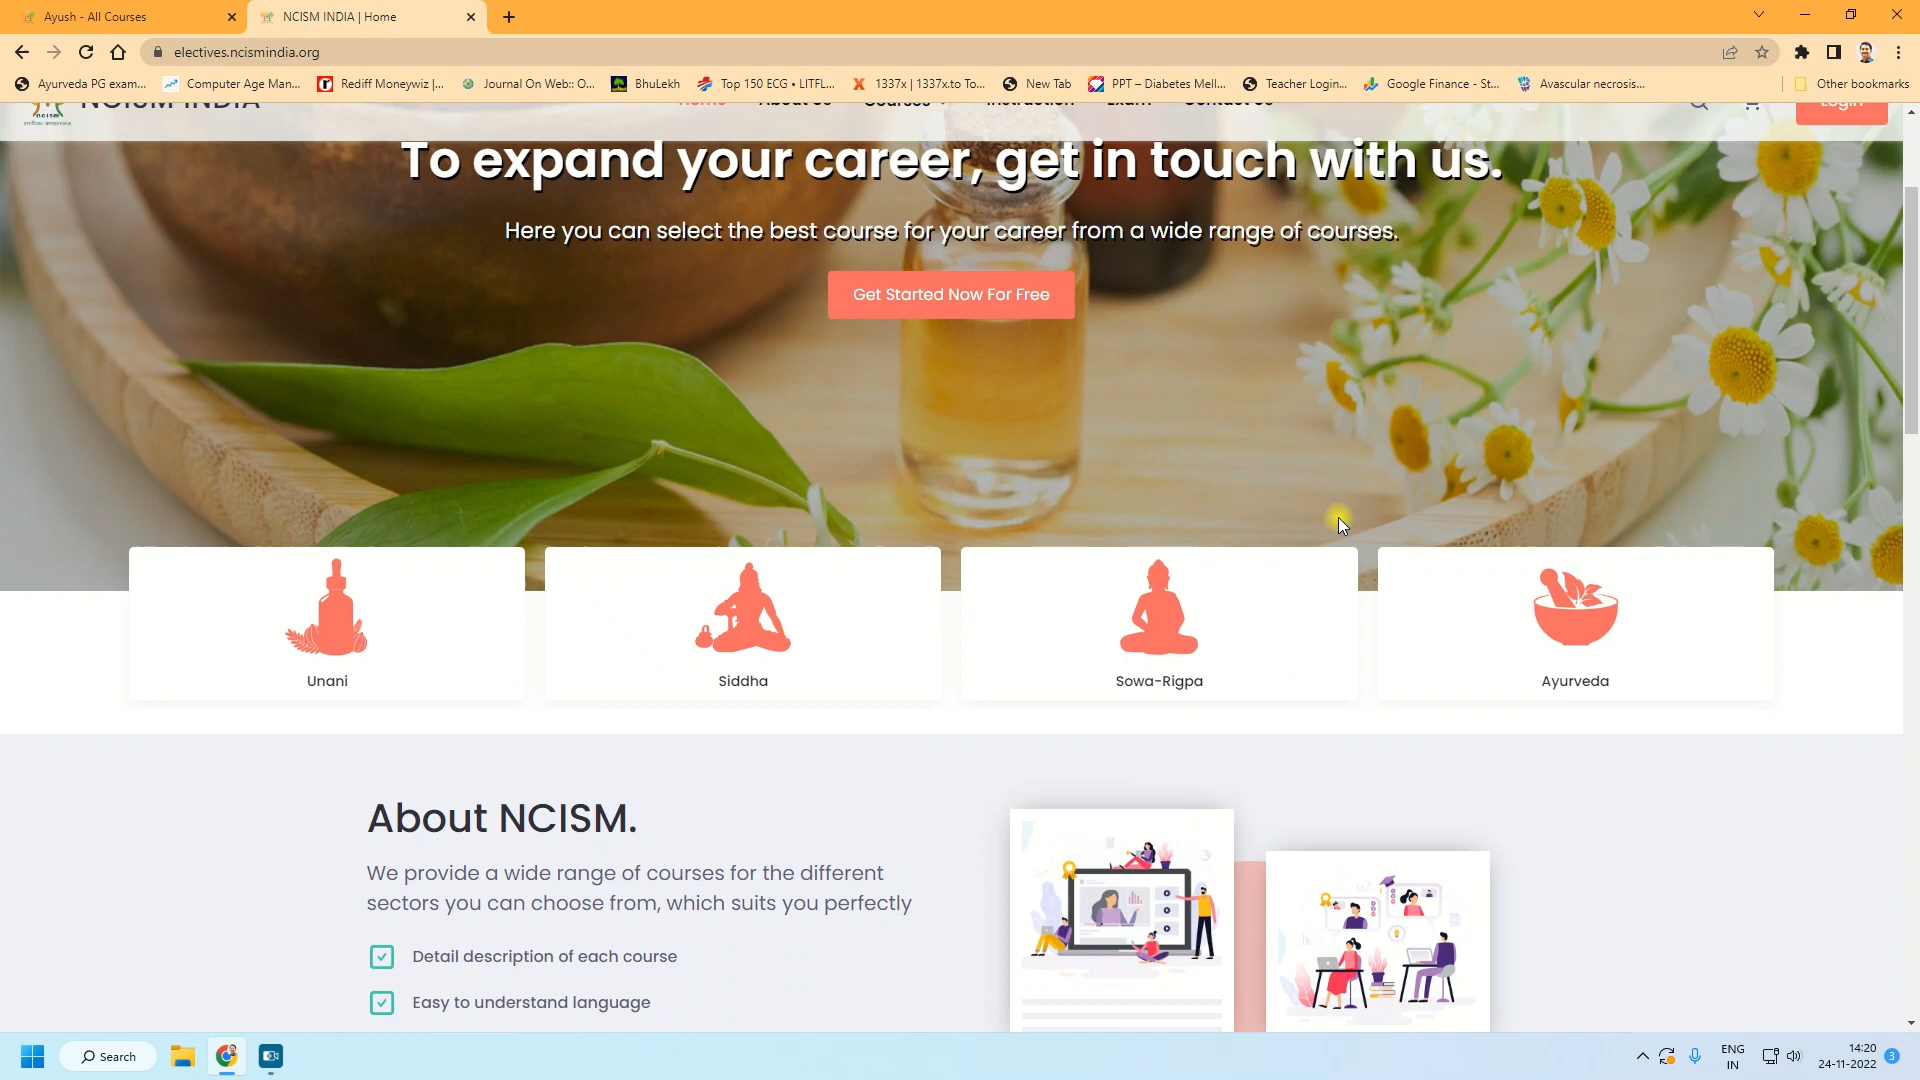 Ayush - All Courses
NCISM INDIA | Home
electives.ncismindia.org
Ayurveda PG exam...
Computer Age Man...
Rediff Moneywiz |...
Journal On Web:: O...
BhuLekh
Top 150 ECG • LITFL...
1337x | 1337x.to To...
New Tab
PPT – Diabetes Mell...
Teacher Login...
Google Finance - St...
Avascular necrosis...
Other bookmarks
NCISM INDIA
Home
About Us
Courses
Instruction
Exam
Contact Us
Login
To expand your career, get in touch with us.
Here you can select the best course for your career from a wide range of courses.
Get Started Now For Free
Unani
Siddha
Sowa-Rigpa
Ayurveda
About NCISM.
We provide a wide range of courses for the different
sectors you can choose from, which suits you perfectly
Detail description of each course
Easy to understand language
Search
ENG
IN
14:20
24-11-2022
3